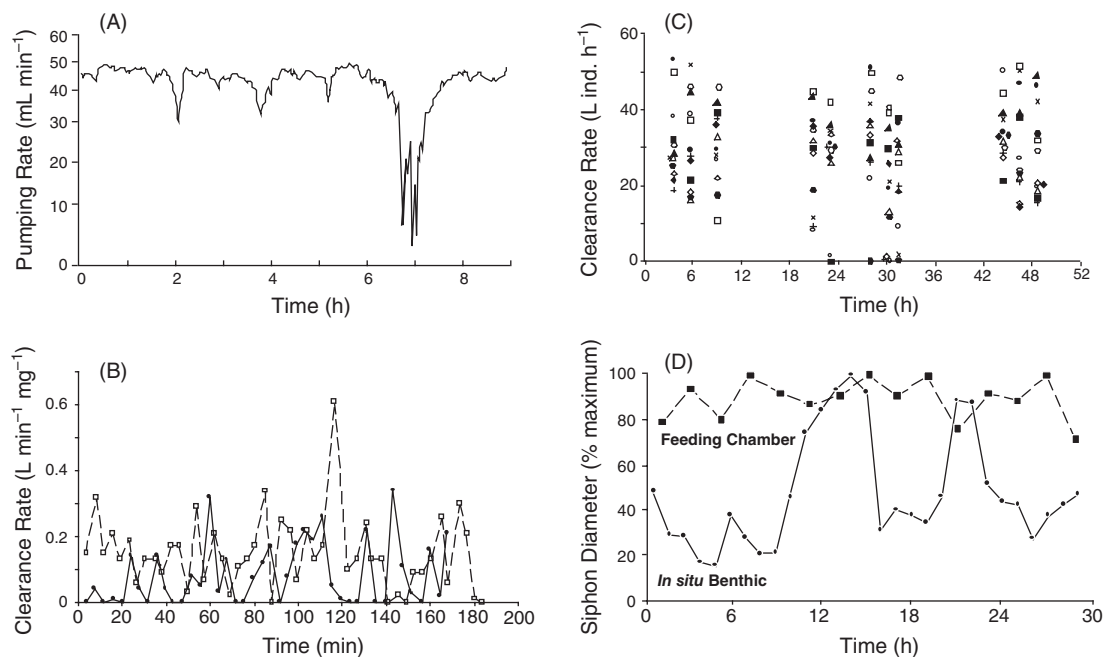 (A)
Pumping Rate (mL min⁻¹)
60
50
40
30
20
10
0
0 2 4 6 8
Time (h)
(B)
Clearance Rate (L min⁻¹ mg⁻¹)
0.6
0.4
0.2
0
0 20 40 60 80 100 120 140 160 180 200
Time (min)
(C)
Clearance Rate (L ind. h⁻¹)
60
40
20
0
0 6 12 18 24 30 36 42 48 52
Time (h)
(D)
Siphon Diameter (% maximum)
100
80
60
40
20
0
Feeding Chamber
In situ Benthic
0 6 12 18 24 30
Time (h)